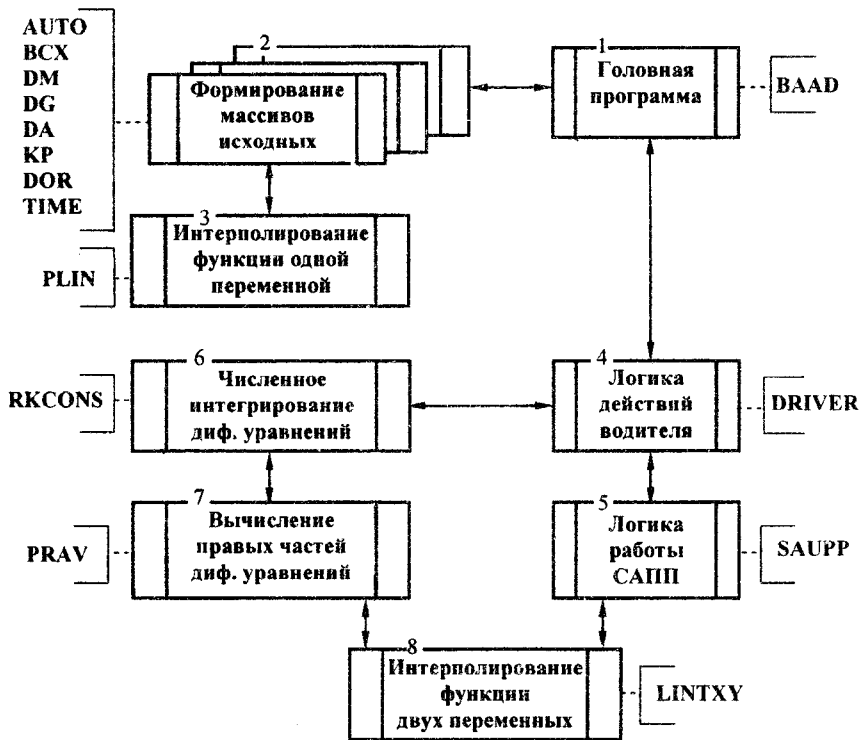 AUTO
BCX
DM
DG
DA
KP
DOR
TIME
2
Формирование
массивов
исходных
1
Головная
программа
BAAD
3
Интерполирование
функции одной
переменной
PLIN
6
Численное
интегрирование
диф. уравнений
RKCONS
4
Логика
действий
водителя
DRIVER
7
Вычисление
правых частей
диф. уравнений
PRAV
5
Логика
работы
САПП
SAUPP
8
Интерполирование
функции
двух переменных
LINTXY